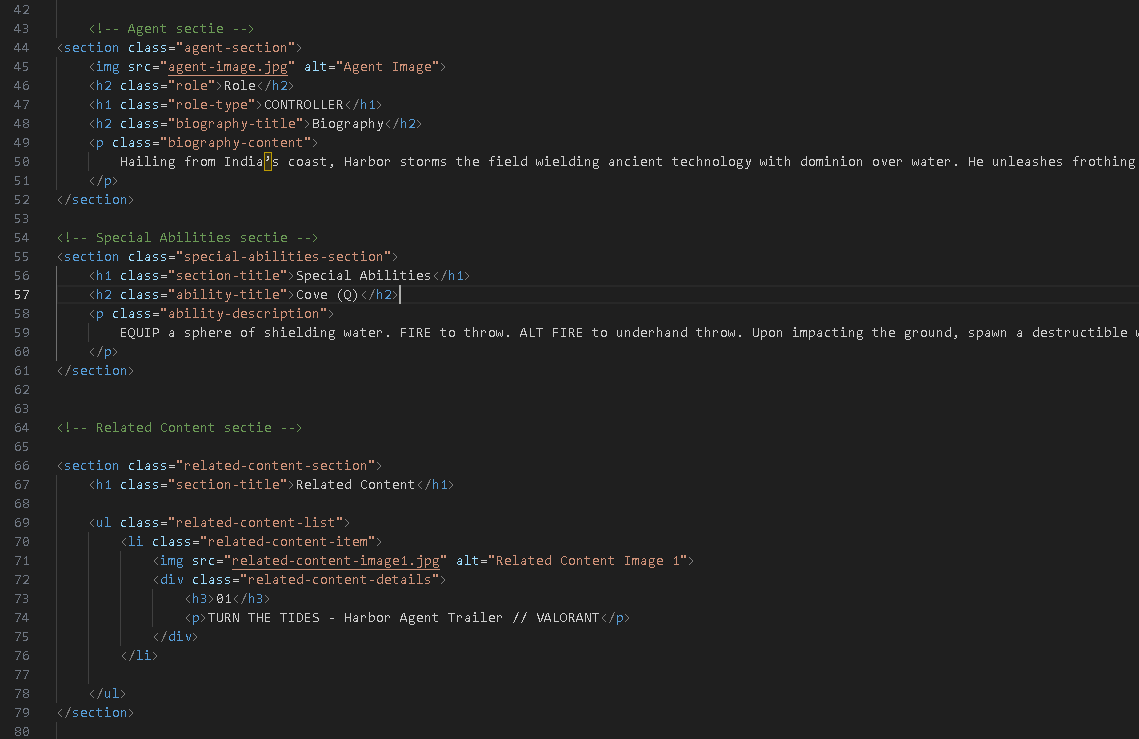 42
43 <!-- Agent sectie -->
44 <section class="agent-section">
45 <img src="agent-image.jpg" alt="Agent Image">
46 <h2 class="role">Role</h2>
47 <h1 class="role-type">CONTROLLER</h1>
48 <h2 class="biography-title">Biography</h2>
49 <p class="biography-content">
50 Hailing from India’s coast, Harbor storms the field wielding ancient technology with dominion over water. He unleashes frothing
51 </p>
52 </section>
53
54 <!-- Special Abilities sectie -->
55 <section class="special-abilities-section">
56 <h1 class="section-title">Special Abilities</h1>
57 <h2 class="ability-title">Cove (Q)</h2>
58 <p class="ability-description">
59 EQUIP a sphere of shielding water. FIRE to throw. ALT FIRE to underhand throw. Upon impacting the ground, spawn a destructible
60 </p>
61 </section>
62
63
64 <!-- Related Content sectie -->
65
66 <section class="related-content-section">
67 <h1 class="section-title">Related Content</h1>
68
69 <ul class="related-content-list">
70 <li class="related-content-item">
71 <img src="related-content-image1.jpg" alt="Related Content Image 1">
72 <div class="related-content-details">
73 <h3>01</h3>
74 <p>TURN THE TIDES - Harbor Agent Trailer // VALORANT</p>
75 </div>
76 </li>
77
78 </ul>
79 </section>
80